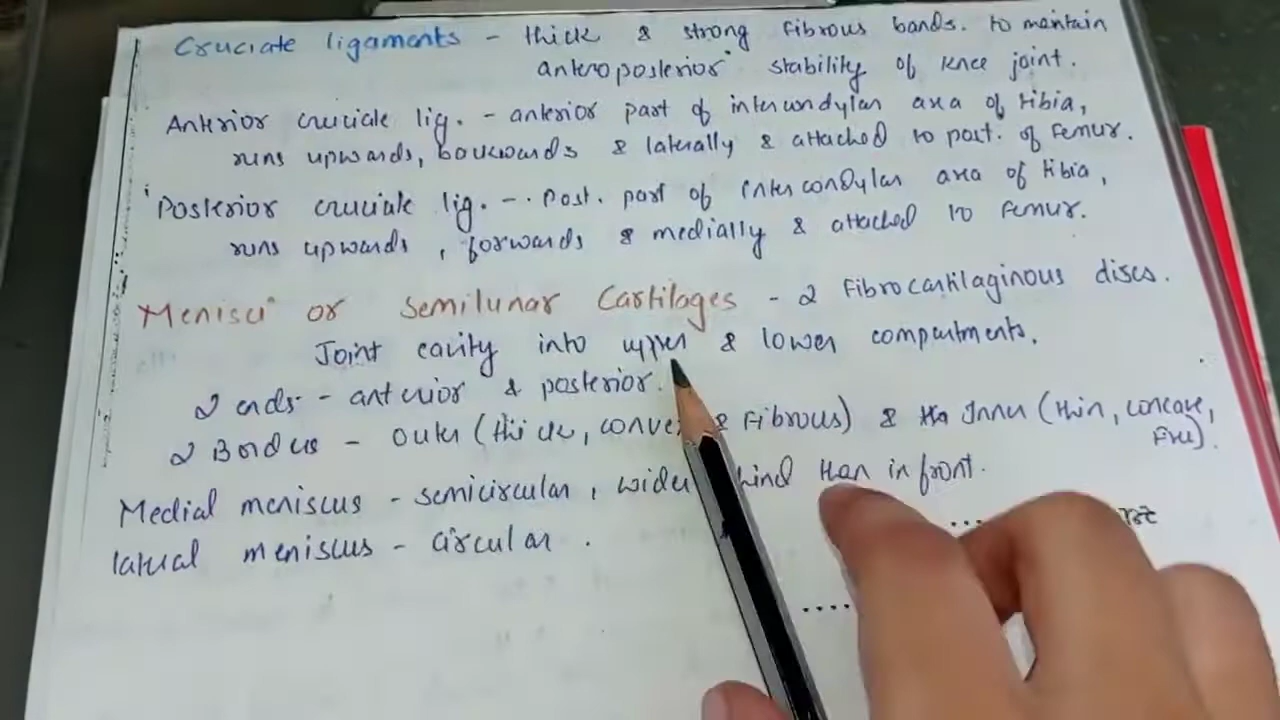 Cruciate ligaments - thick & strong fibrous bands. to maintain
anteroposterior stability of knee joint.
Anterior cruciate lig. - anterior part of intercondylar area of tibia,
runs upwards, backwards & laterally & attached to part. of femur.
Posterior cruciate lig. - Post. part of intercondylar area of tibia,
runs upwards, forwards & medially & attached to femur.
Menisci or Semilunar Cartilages - 2 Fibrocartilaginous discs.
Joint cavity into upper & lower compartments.
2 ends - anterior & posterior.
2 Borders - Outer (thick, conve & Fibrous) & Inner (thin, concave,
Free).
Medial meniscus - semicircular, wider hind than in front.
lateral meniscus - circular.